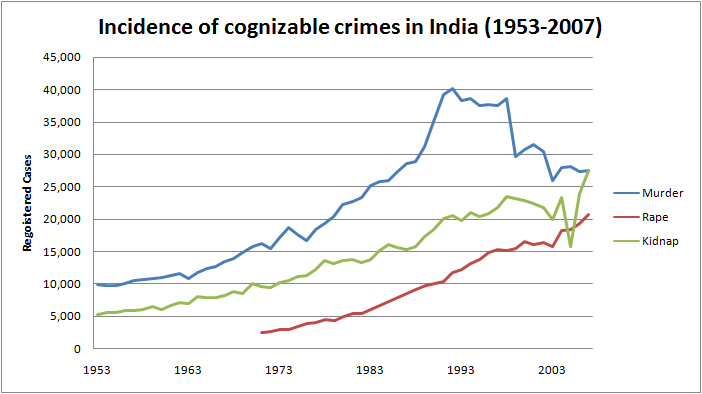 Incidence of cognizable crimes in India (1953-2007)
45,000
40,000
35,000
30,000
25,000
20,000
15,000
10,000
5,000
0
Regoistered Cases
1953 1963 1973 1983 1993 2003
Murder
Rape
Kidnap